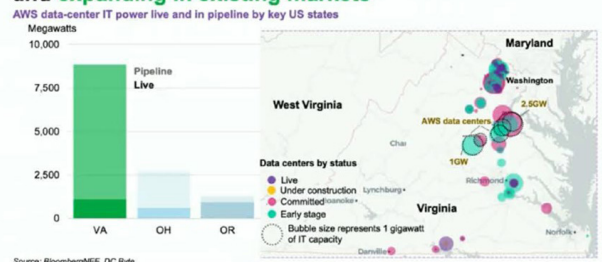 and expanding in existing markets
AWS data-center IT power live and in pipeline by key US states
Megawatts
10,000
7,500
5,000
2,500
0
Pipeline
Live
VA
OH
OR
Maryland
Washington
West Virginia
2.5GW
AWS data centers
1GW
Data centers by status
Live
Under construction
Committed
Early stage
Bubble size represents 1 gigawatt
of IT capacity
Richmond
Lynchburg
Virginia
Norfolk
Danville
Source: BloombergNEF, DC Byte